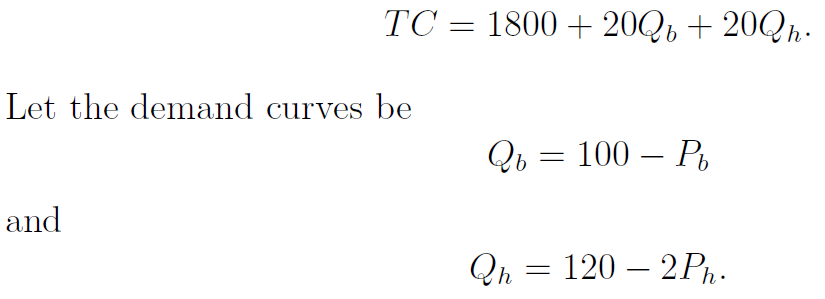 TC = 1800 + 20Q_b + 20Q_h.
Let the demand curves be
Q_b = 100 − P_b
and
Q_h = 120 − 2P_h.